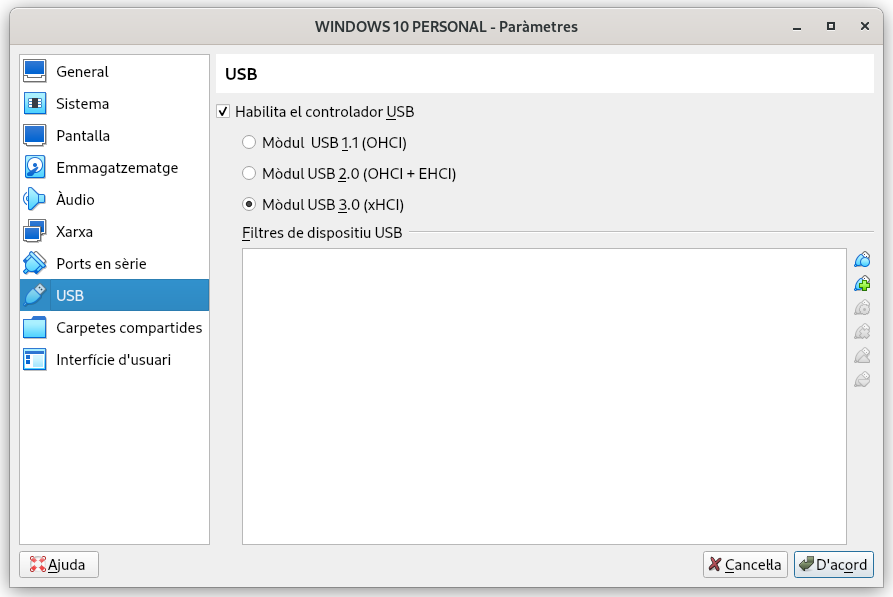 WINDOWS 10 PERSONAL - Paràmetres
General
Sistema
Pantalla
Emmagatzematge
Àudio
Xarxa
Ports en sèrie
USB
Carpetes compartides
Interfície d'usuari
USB
Habilita el controlador USB
Mòdul USB 1.1 (OHCI)
Mòdul USB 2.0 (OHCI + EHCI)
Mòdul USB 3.0 (xHCI)
Filtres de dispositiu USB
Ajuda
Canceŀla
D'acord